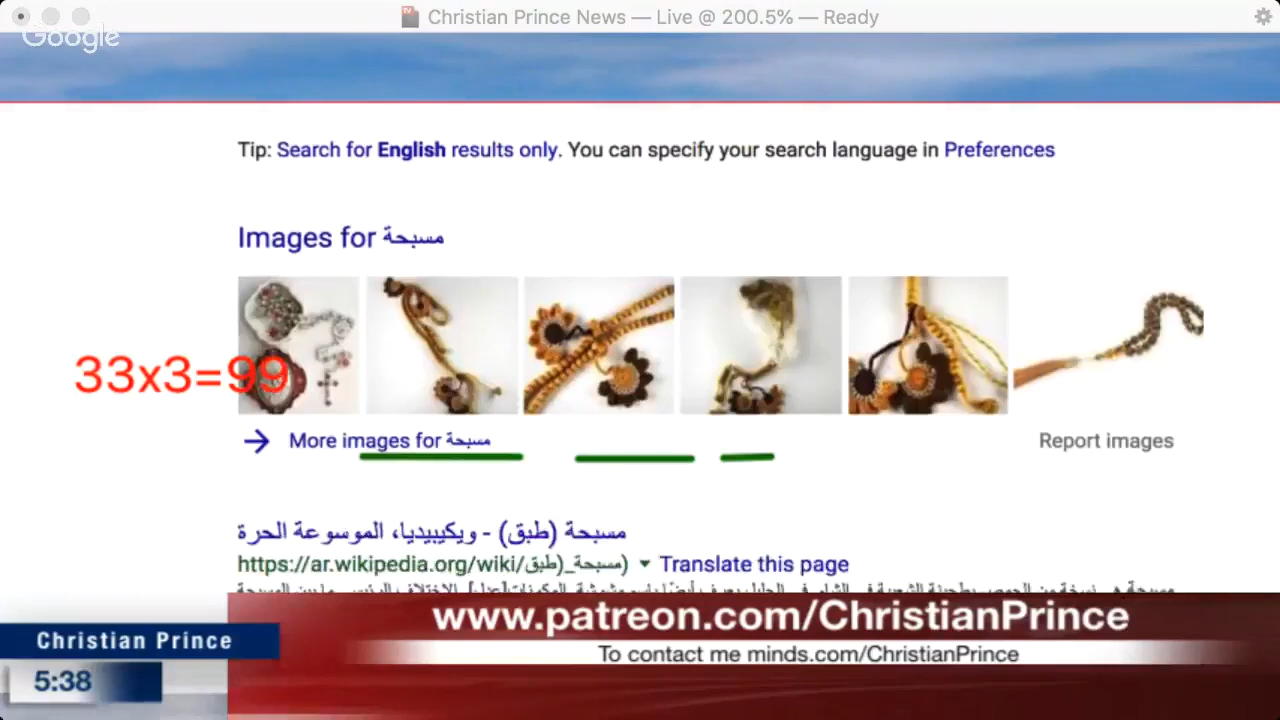 Christian Prince News — Live @ 200.5% — Ready
Google
Tip: Search for English results only. You can specify your search language in Preferences
Images for مسبحة
33x3=99
More images for مسبحة
Report images
مسبحة (طبق) - ويكيبيديا، الموسوعة الحرة
https://ar.wikipedia.org/wiki/مسبحة_(طبق) Translate this page
www.patreon.com/ChristianPrince
Christian Prince
To contact me minds.com/ChristianPrince
5:38